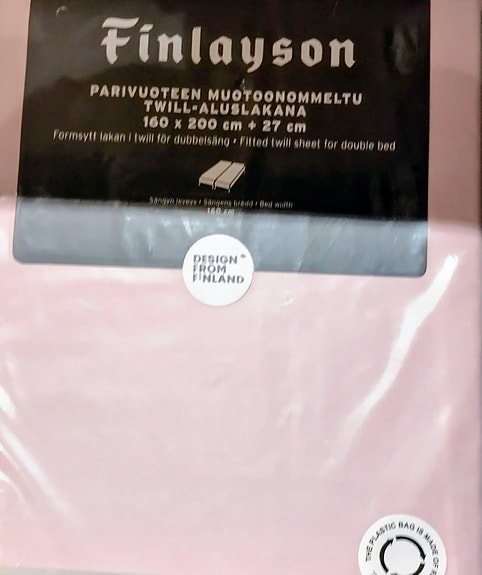 Finlayson
PARIVUOTEEN MUOTOONOMMELTU
TWILL-ALUSLAKANA
160 x 200 cm + 27 cm
Formsytt lakan i twill för dubbelsäng • Fitted twill sheet for double bed
Sängyn leveys • Sängens bredd • Bed width
160 cm
DESIGN
FROM
FINLAND
THE PLASTIC BAG IS MADE OF